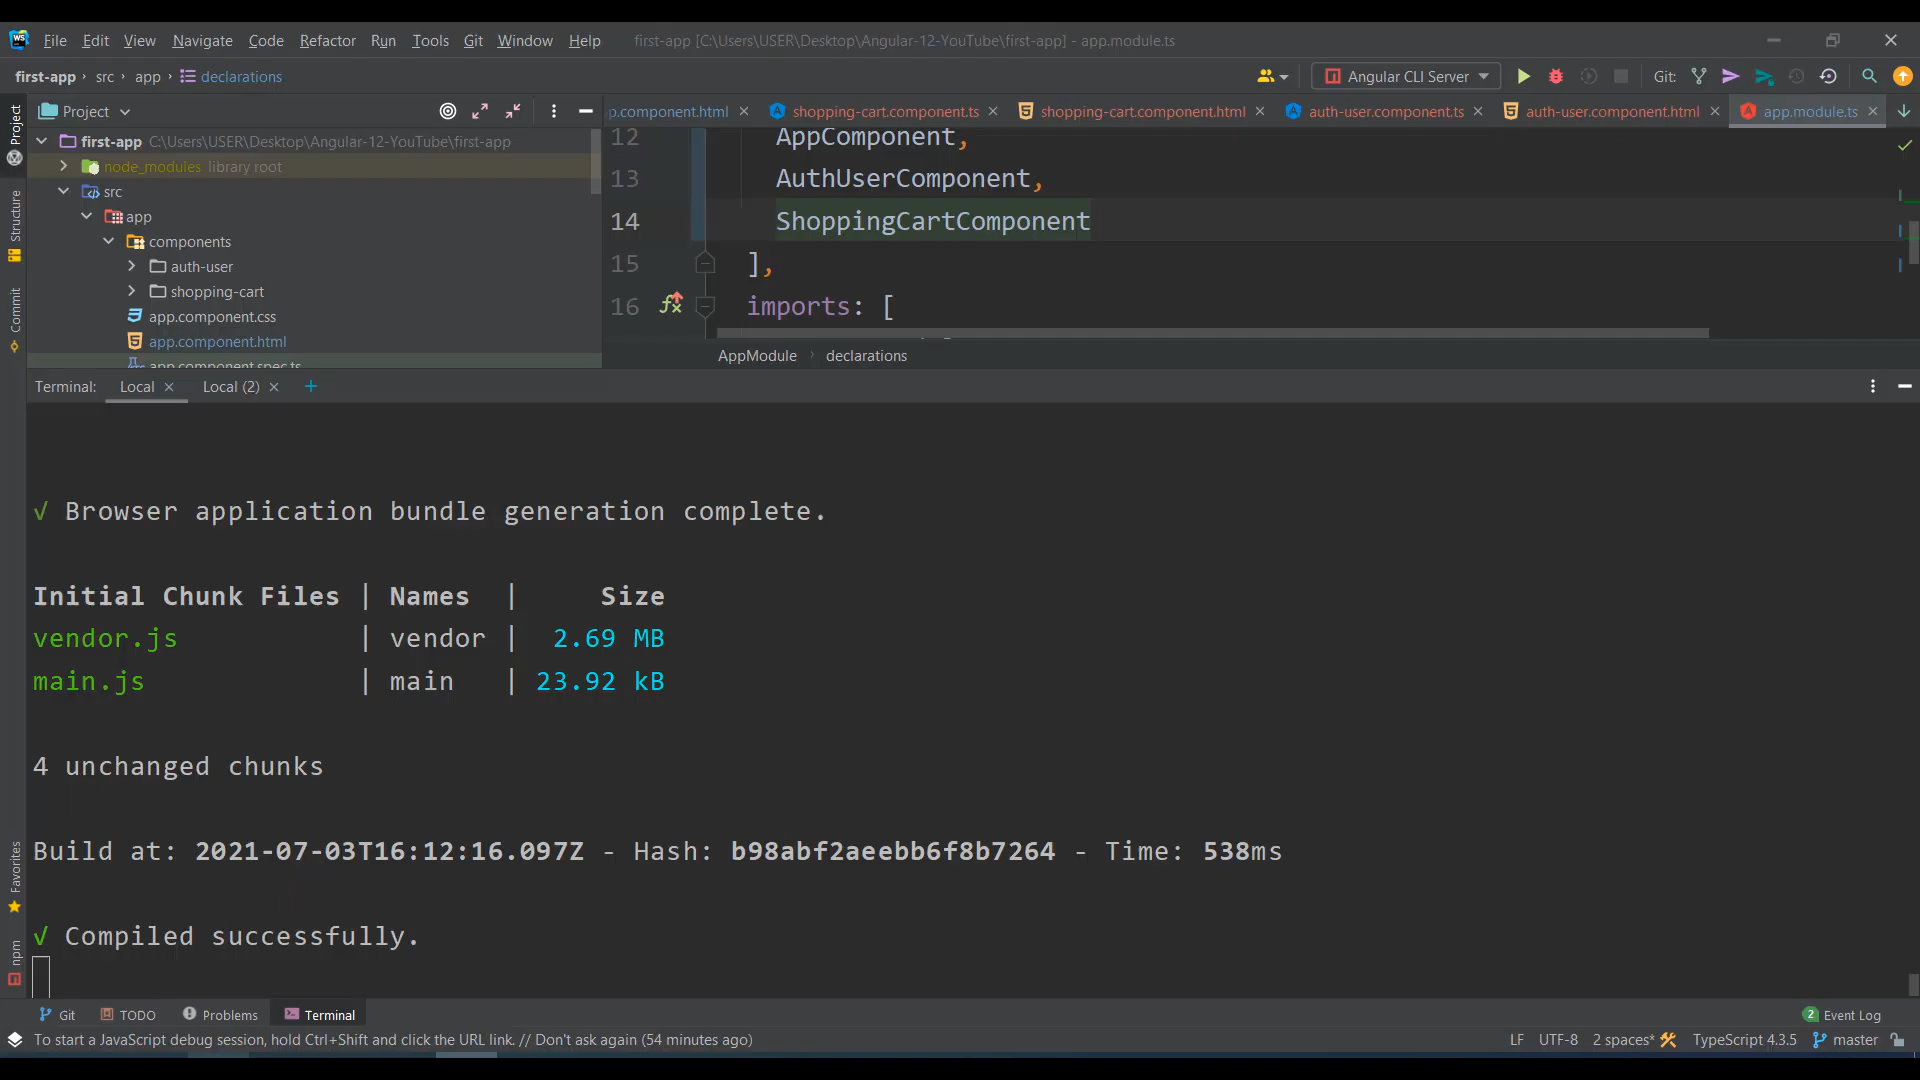 WS File Edit View Navigate Code Refactor Run Tools Git Window Help first-app [C:\Users\USER\Desktop\Angular-12-YouTube\first-app] - app.module.ts
first-app src app declarations Angular CLI Server Git:
Project
p.component.html shopping-cart.component.ts shopping-cart.component.html auth-user.component.ts auth-user.component.html app.module.ts
first-app C:\Users\USER\Desktop\Angular-12-YouTube\first-app
node_modules library root
src
app
components
auth-user
shopping-cart
app.component.css
app.component.html
app.component.spec.ts
12 AppComponent,
13 AuthUserComponent,
14 ShoppingCartComponent
15 ],
16 imports: [
AppModule declarations
Project
Structure
Commit
Favorites
npm
Terminal: Local Local (2) +
√ Browser application bundle generation complete.
Initial Chunk Files | Names | Size
vendor.js | vendor | 2.69 MB
main.js | main | 23.92 kB
4 unchanged chunks
Build at: 2021-07-03T16:12:16.097Z - Hash: b98abf2aeebb6f8b7264 - Time: 538ms
√ Compiled successfully.
Git TODO Problems Terminal 2 Event Log
To start a JavaScript debug session, hold Ctrl+Shift and click the URL link. // Don't ask again (54 minutes ago) LF UTF-8 2 spaces* TypeScript 4.3.5 master